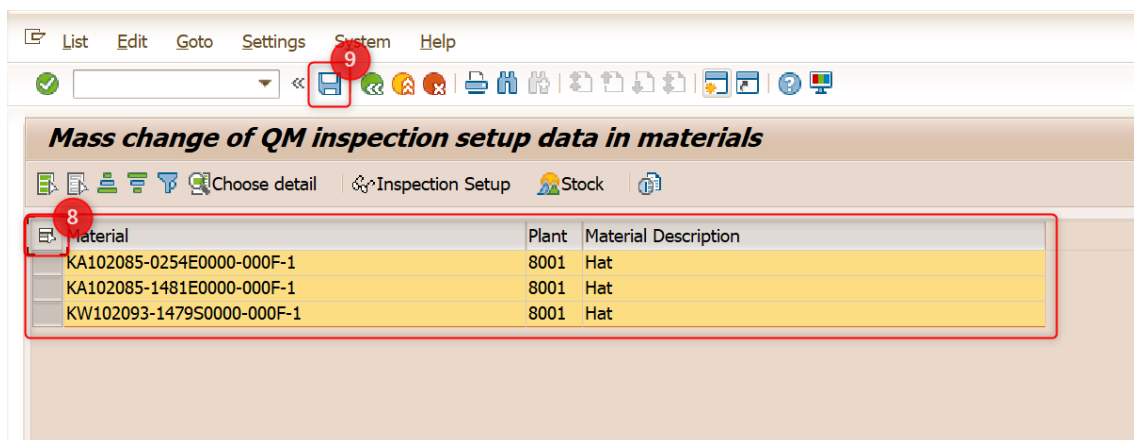 List Edit Goto Settings System Help
9
Mass change of QM inspection setup data in materials
Choose detail Inspection Setup Stock
8
Material Plant Material Description
KA102085-0254E0000-000F-1 8001 Hat
KA102085-1481E0000-000F-1 8001 Hat
KW102093-1479S0000-000F-1 8001 Hat